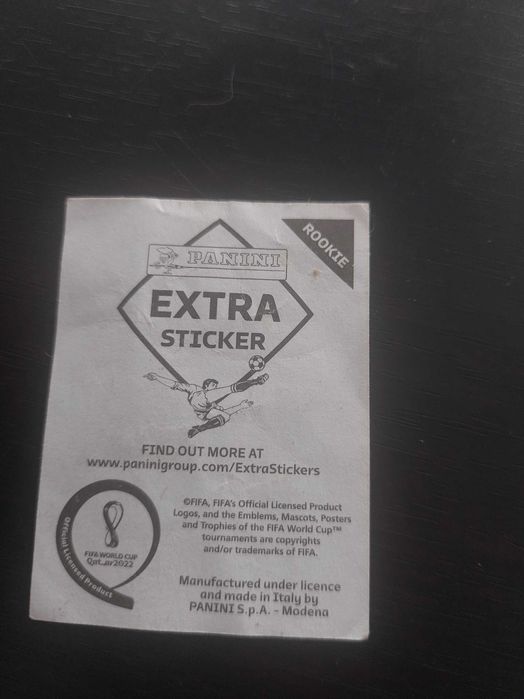 ROOKIE
PANINI
EXTRA
STICKER
FIND OUT MORE AT
www.paninigroup.com/ExtraStickers
©FIFA, FIFA's Official Licensed Product
Logos, and the Emblems, Mascots, Posters
and Trophies of the FIFA World Cup™
tournaments are copyrights
and/or trademarks of FIFA.
FIFA WORLD CUP
Qatar2022
Official Licensed Product
Manufactured under licence
and made in Italy by
PANINI S.p.A. - Modena